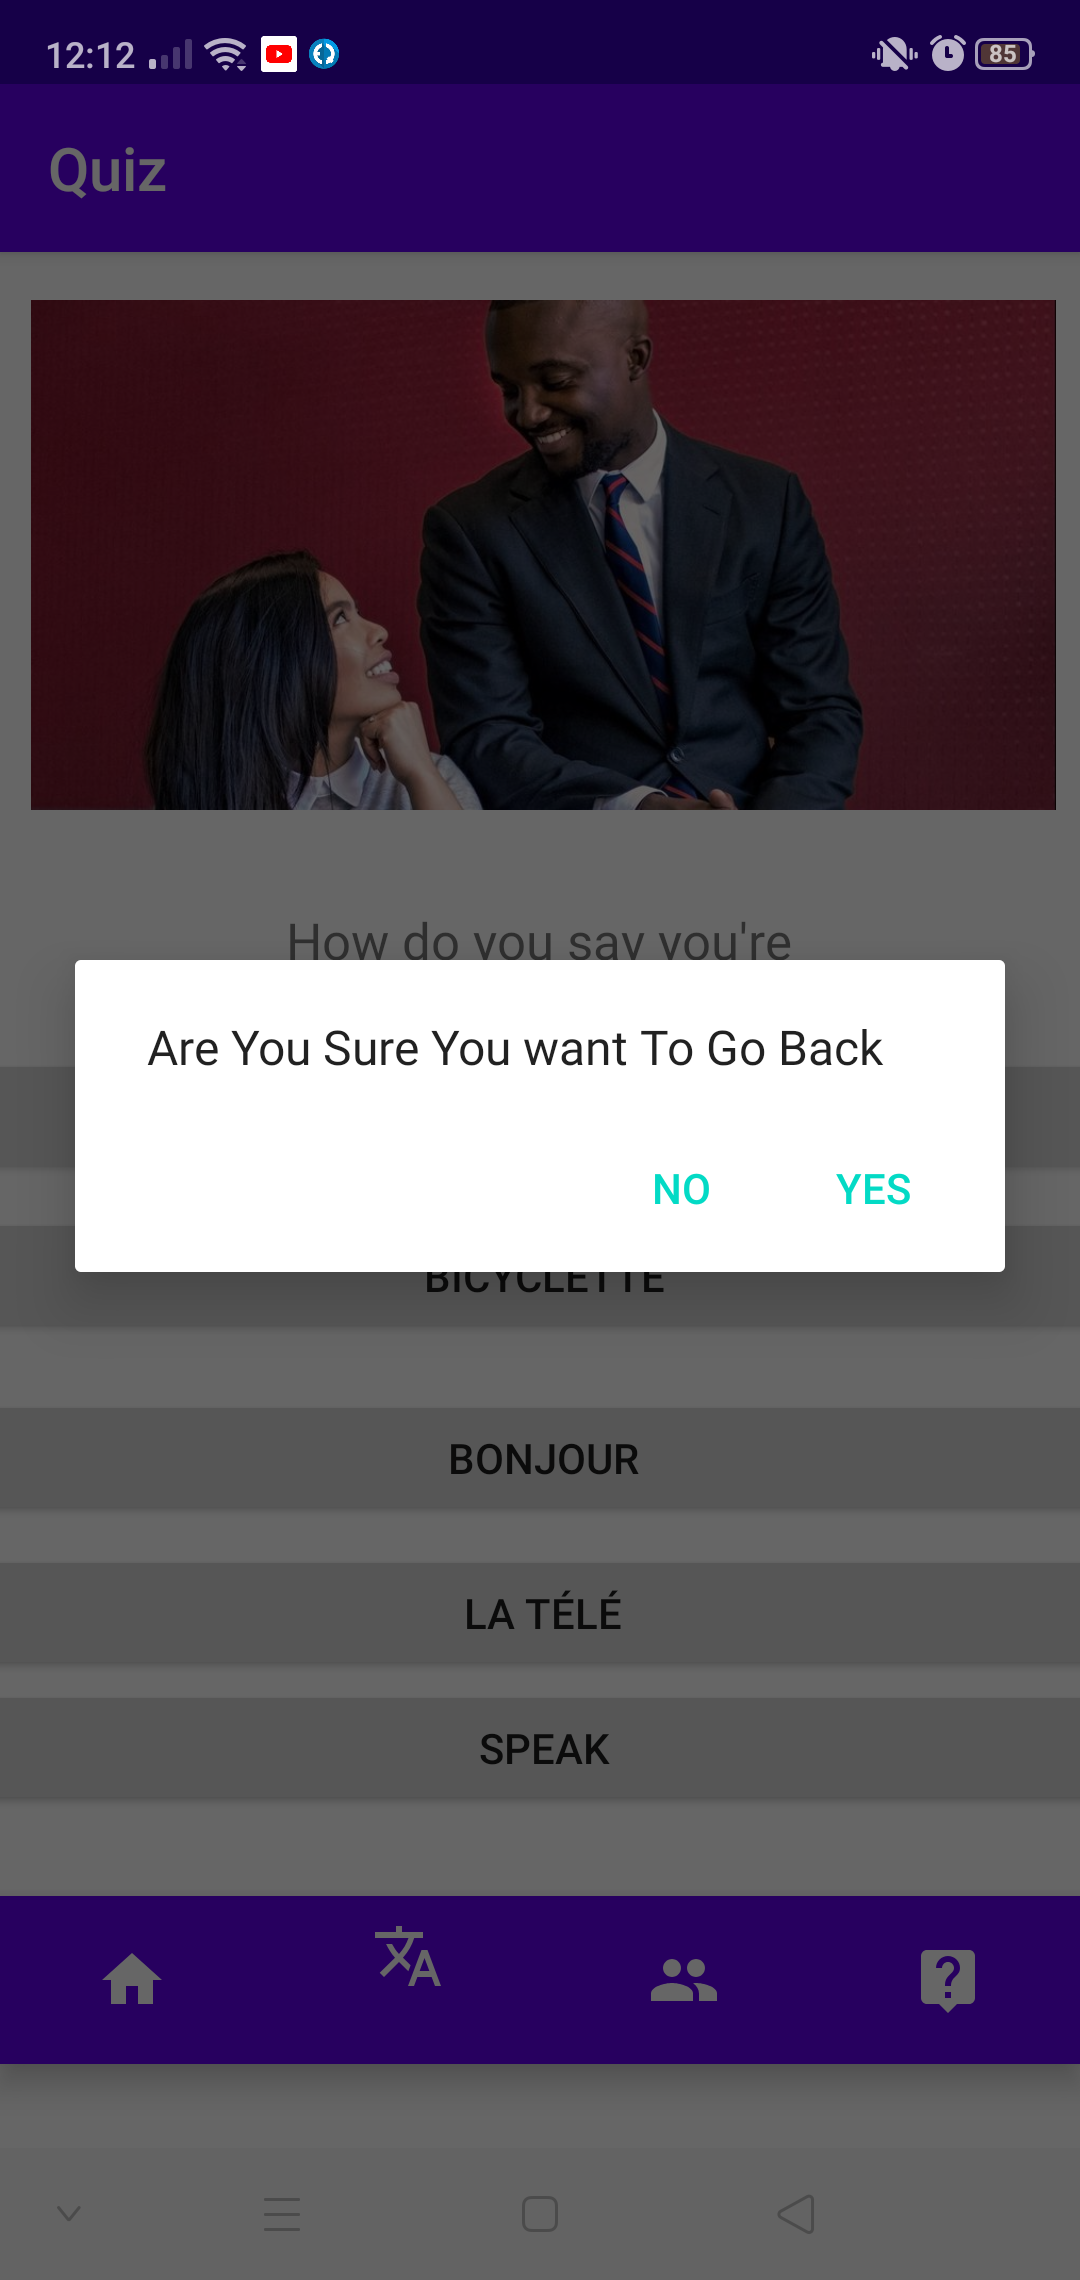 12:12
85
Quiz
How do you say you're
Are You Sure You want To Go Back
NO YES
BICYCLETTE
BONJOUR
LA TÉLÉ
SPEAK